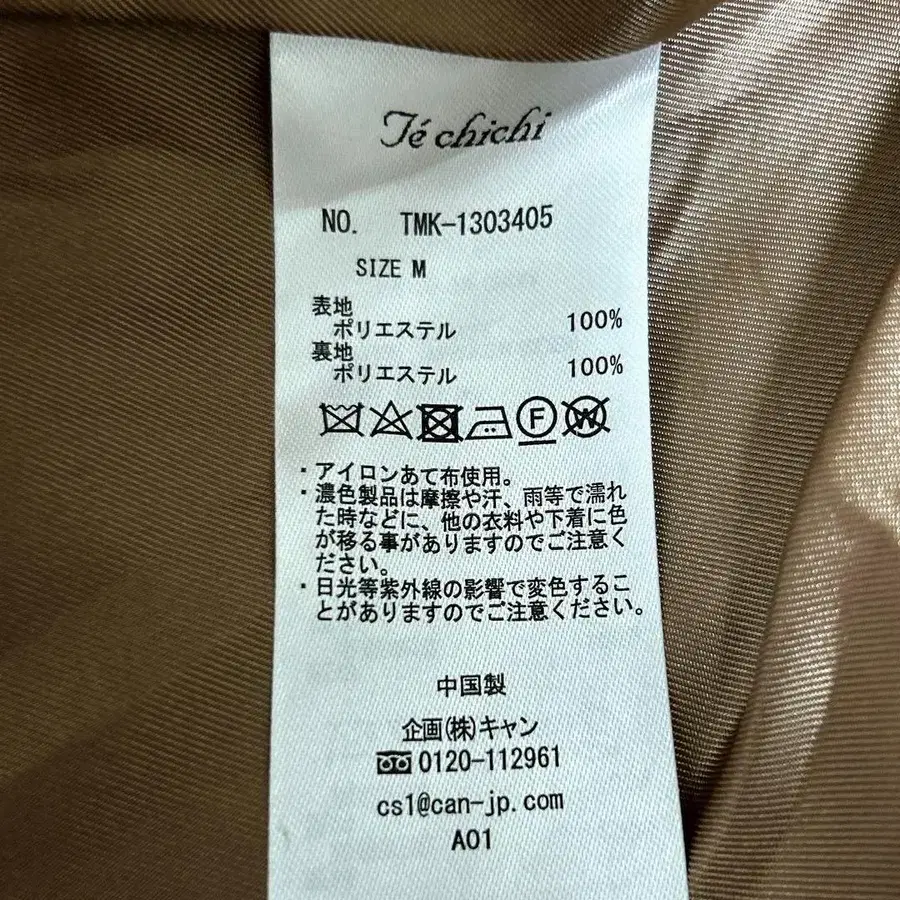 Té chichi
NO. TMK-1303405
SIZE M
表地
ポリエステル 100%
裏地
ポリエステル 100%
F W
・アイロンあて布使用。
・濃色製品は摩擦や汗、雨等で濡れ
た時などに、他の衣料や下着に色
が移る事がありますのでご注意く
ださい。
・日光等紫外線の影響で変色するこ
とがありますのでご注意ください。
中国製
企画(株)キャン
0120-112961
cs1@can-jp.com
A01